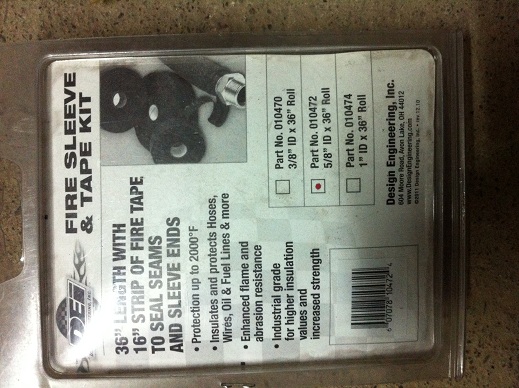 DEI
FIRE SLEEVE
& TAPE KIT
36" LENGTH WITH
16" STRIP OF FIRE TAPE
TO SEAL SEAMS
AND SLEEVE ENDS
• Protection up to 2000°F
• Insulates and protects Hoses,
Wires, Oil & Fuel Lines & more
• Enhanced flame and
abrasion resistance
• Industrial grade
for higher insulation
values and
increased strength
Part No. 010470
3/8" ID x 36" Roll
Part No. 010472
5/8" ID x 36" Roll
Part No. 010474
1" ID x 36" Roll
Design Engineering, Inc.
604 Moore Road, Avon Lake, OH 44012
www.DesignEngineering.com
©2011 Design Engineering, Inc.